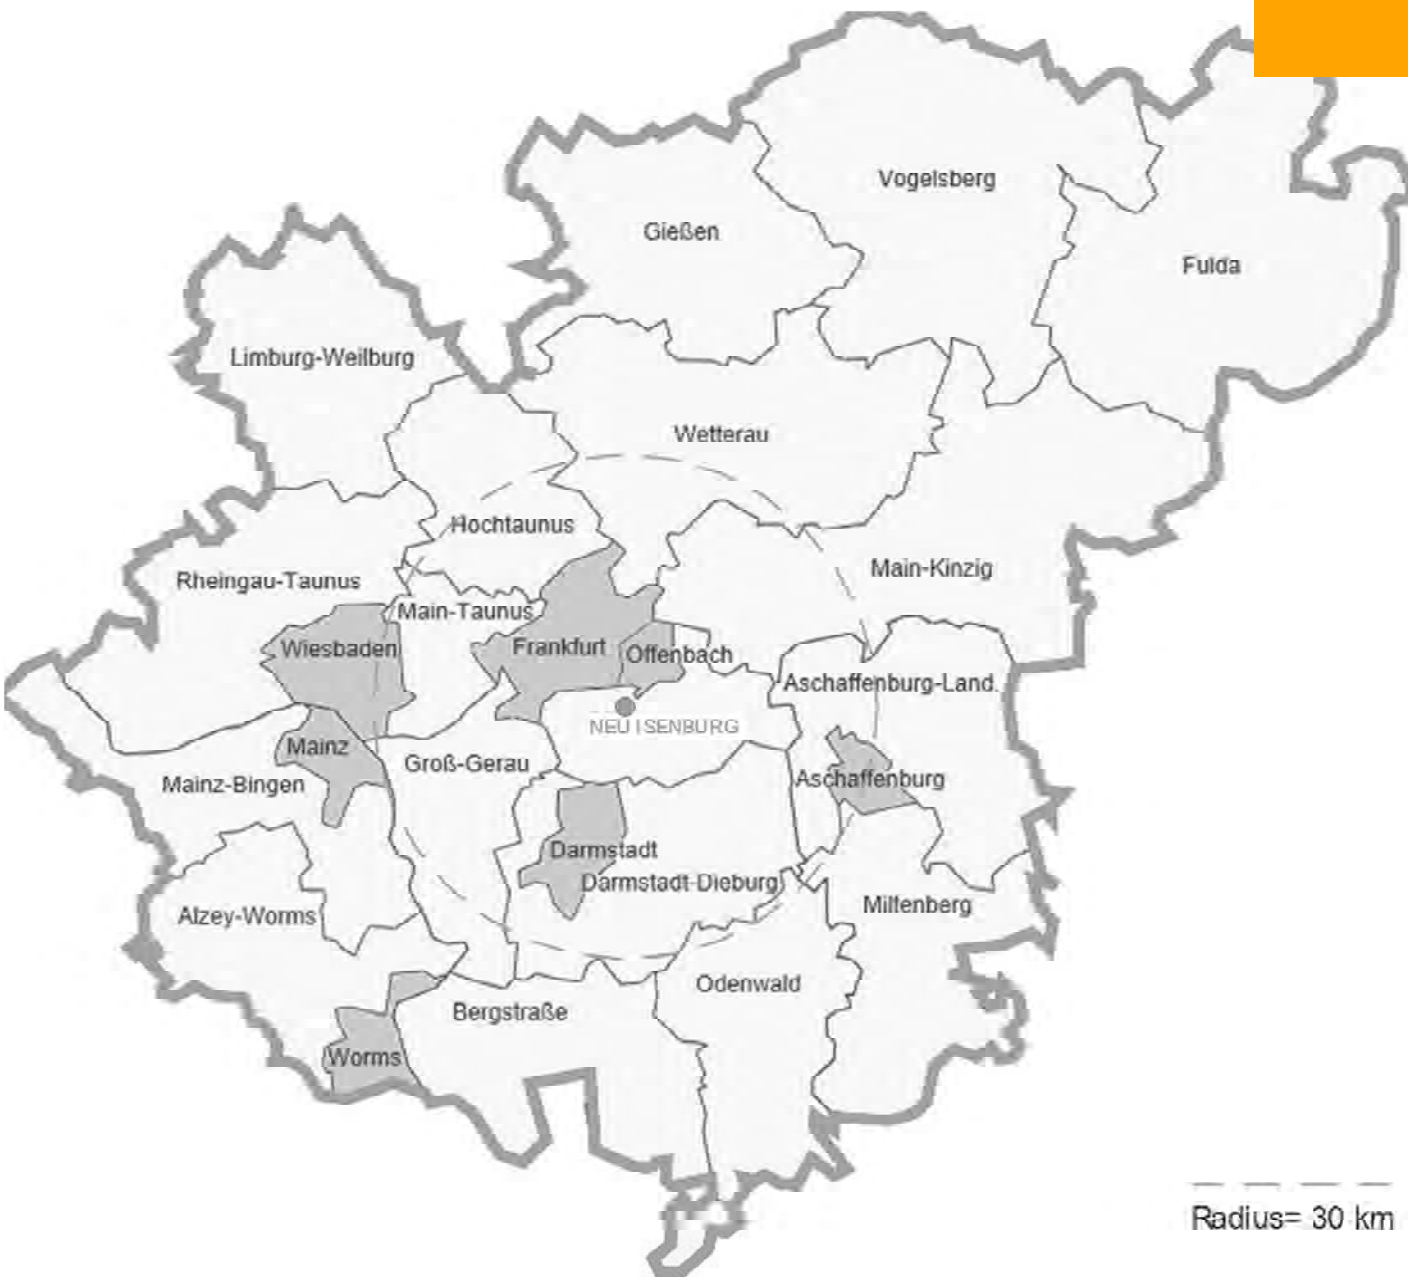 Vogelsberg
Gießen
Fulda
Limburg-Weilburg
Wetterau
Hochtaunus
Main-Kinzig
Rheingau-Taunus
Main-Taunus
Wiesbaden
Frankfurt
Offenbach
Aschaffenburg-Land.
NEU ISENBURG
Mainz
Groß-Gerau
Mainz-Bingen
Aschaffenburg
Darmstadt
Darmstadt-Dieburg
Alzey-Worms
Miltenberg
Odenwald
Bergstraße
Worms
Radius= 30 km